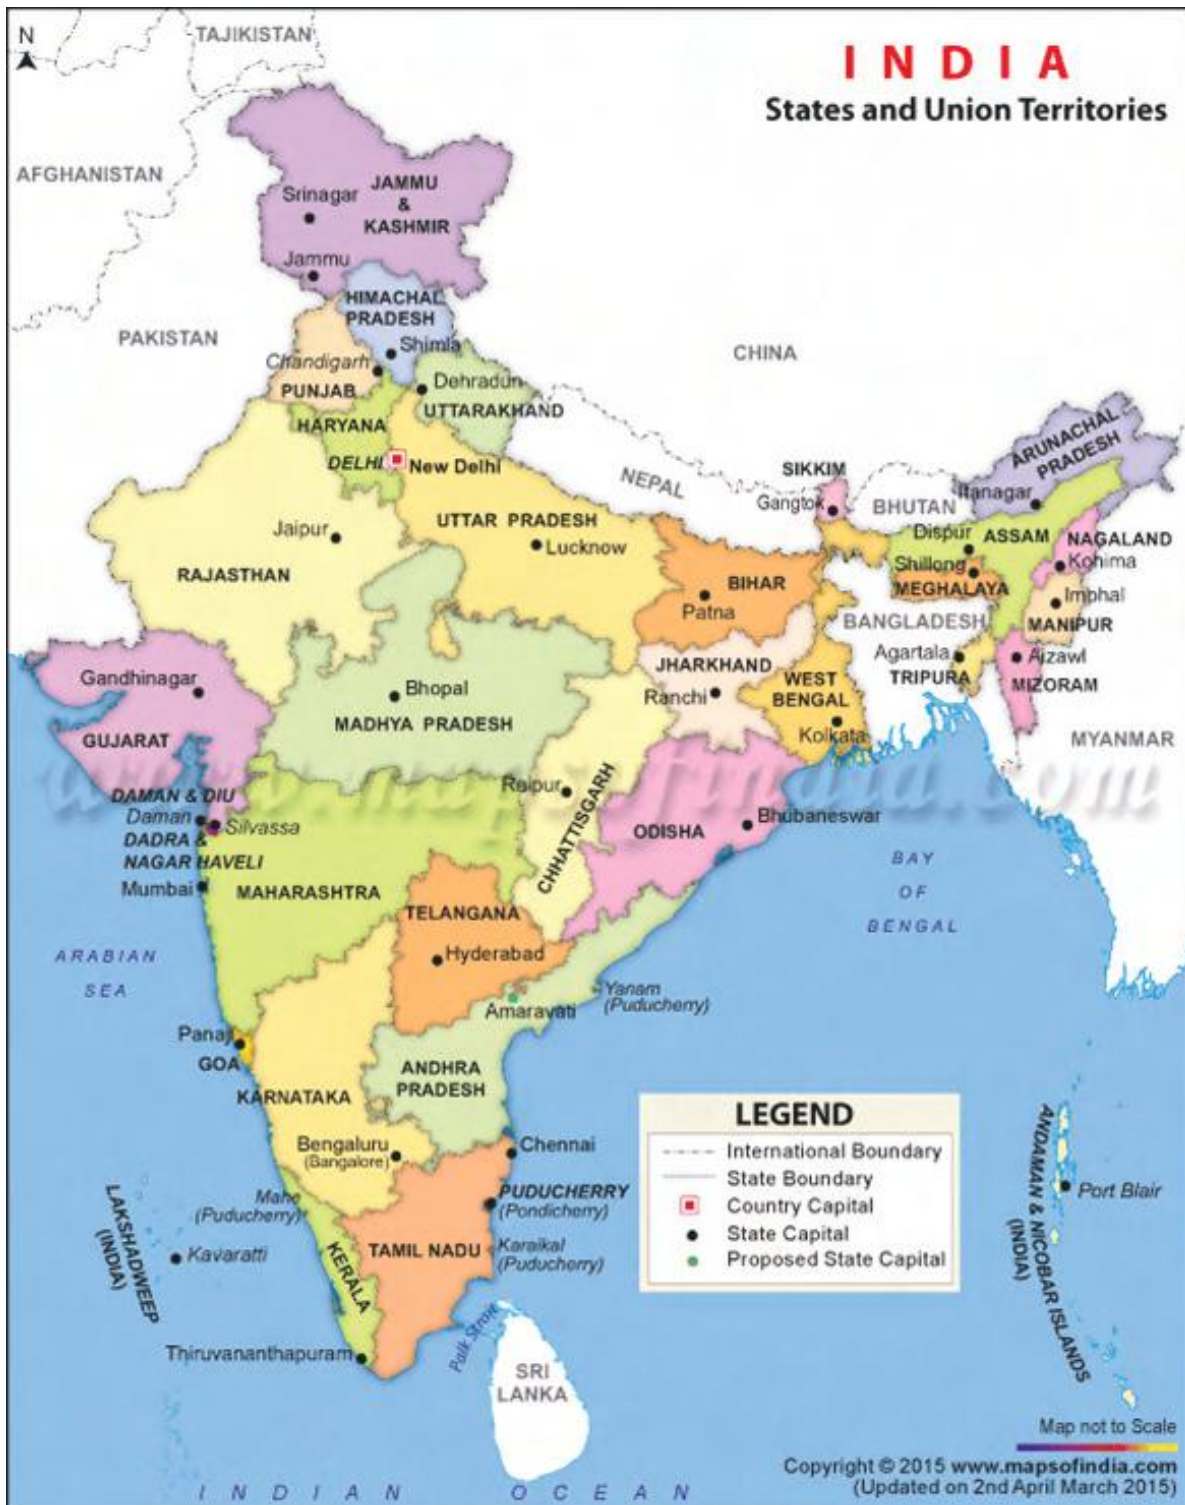 N
TAJIKISTAN
INDIA
States and Union Territories
AFGHANISTAN
JAMMU
&
KASHMIR
Srinagar
Jammu
HIMACHAL
PRADESH
PAKISTAN
Shimla
CHINA
Chandigarh
PUNJAB
Dehradun
UTTARAKHAND
HARYANA
DELHI
New Delhi
NEPAL
SIKKIM
Gangtok
BHUTAN
ARUNACHAL
PRADESH
Itanagar
Dispur
ASSAM
NAGALAND
Kohima
Shillong
MEGHALAYA
Imphal
MANIPUR
Jaipur
RAJASTHAN
UTTAR PRADESH
Lucknow
BIHAR
Patna
BANGLADESH
Agartala
TRIPURA
Aizawl
MIZORAM
JHARKHAND
Ranchi
WEST
BENGAL
Kolkata
MYANMAR
Gandhinagar
GUJARAT
Bhopal
MADHYA PRADESH
www.mapsofindia.com
DAMAN & DIU
Daman
Silvassa
DADRA &
NAGAR HAVELI
Mumbai
MAHARASHTRA
Raipur
CHHATTISGARH
ODISHA
Bhubaneswar
BAY
OF
BENGAL
TELANGANA
Hyderabad
ARABIAN
SEA
Yanam
(Puducherry)
Amaravati
Panaji
GOA
KARNATAKA
ANDHRA
PRADESH
Bengaluru
(Bangalore)
Chennai
Mahe
(Puducherry)
PUDUCHERRY
(Pondicherry)
KERALA
TAMIL NADU
Karaikal
(Puducherry)
LAKSHADWEEP
(INDIA)
Kavaratti
Thiruvananthapuram
Palk Strait
SRI
LANKA
LEGEND
International Boundary
State Boundary
Country Capital
State Capital
Proposed State Capital
ANDAMAN & NICOBAR ISLANDS
(INDIA)
Port Blair
Map not to Scale
Copyright © 2015 www.mapsofindia.com
(Updated on 2nd April March 2015)
INDIAN OCEAN